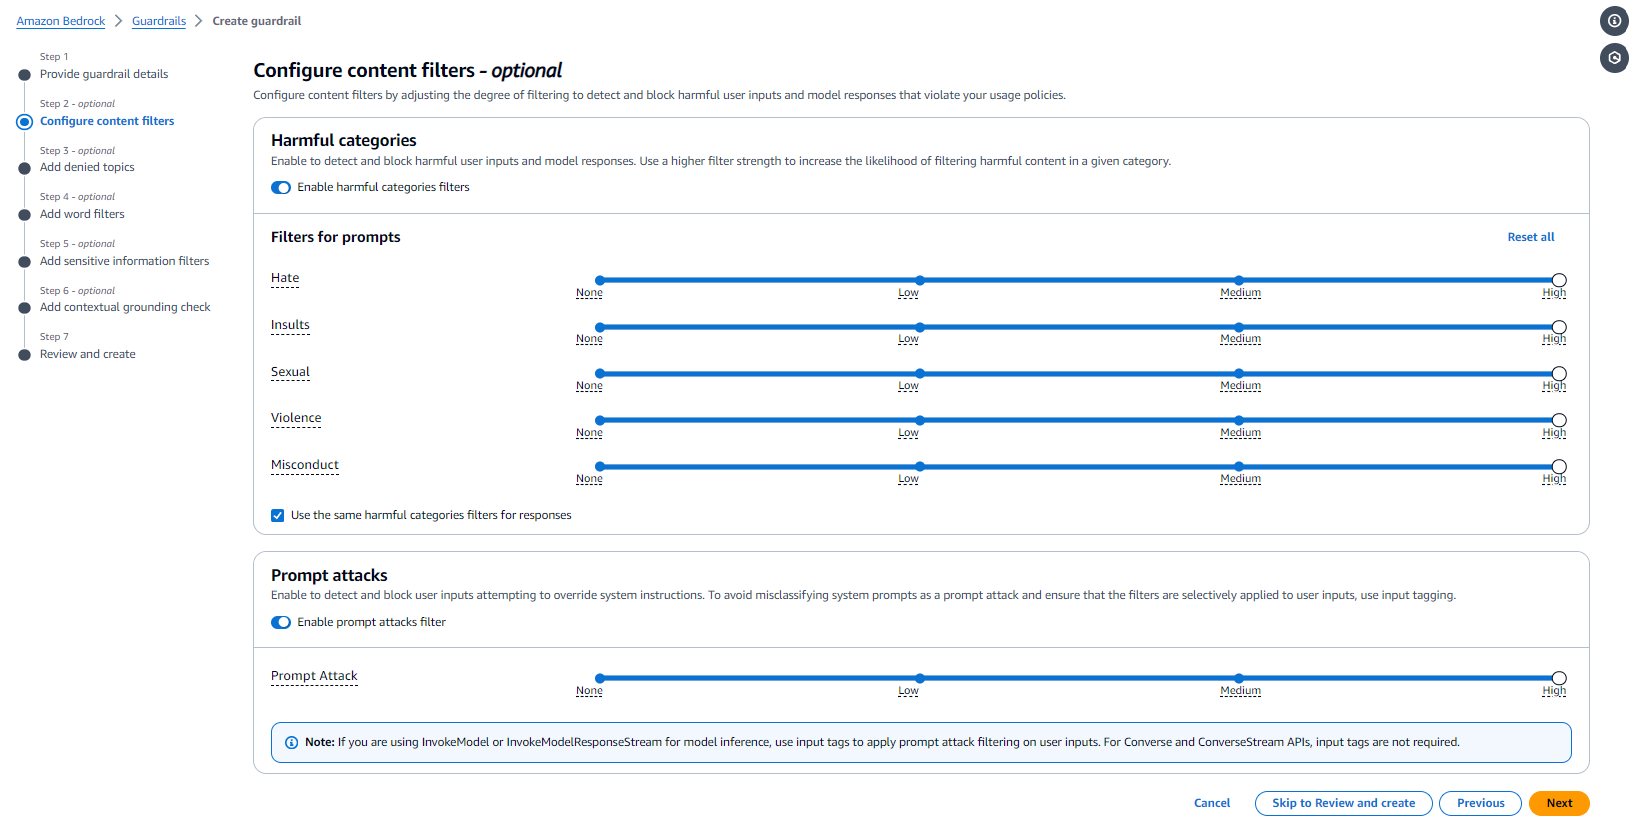 Amazon Bedrock > Guardrails > Create guardrail
Step 1
Provide guardrail details
Step 2 - optional
Configure content filters
Step 3 - optional
Add denied topics
Step 4 - optional
Add word filters
Step 5 - optional
Add sensitive information filters
Step 6 - optional
Add contextual grounding check
Step 7
Review and create
Configure content filters - optional
Configure content filters by adjusting the degree of filtering to detect and block harmful user inputs and model responses that violate your usage policies.
Harmful categories
Enable to detect and block harmful user inputs and model responses. Use a higher filter strength to increase the likelihood of filtering harmful content in a given category.
Enable harmful categories filters
Filters for prompts
Reset all
Hate
None Low Medium High
Insults
None Low Medium High
Sexual
None Low Medium High
Violence
None Low Medium High
Misconduct
None Low Medium High
Use the same harmful categories filters for responses
Prompt attacks
Enable to detect and block user inputs attempting to override system instructions. To avoid misclassifying system prompts as a prompt attack and ensure that the filters are selectively applied to user inputs, use input tagging.
Enable prompt attacks filter
Prompt Attack
None Low Medium High
Note: If you are using InvokeModel or InvokeModelResponseStream for model inference, use input tags to apply prompt attack filtering on user inputs. For Converse and ConverseStream APIs, input tags are not required.
Cancel Skip to Review and create Previous Next